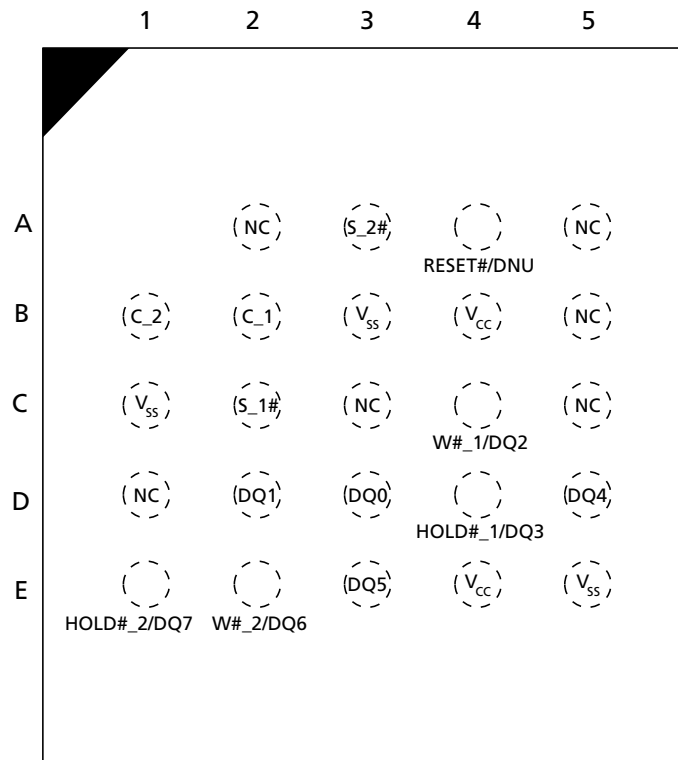 1 2 3 4 5
A NC S_2# NC
RESET#/DNU
B C_2 C_1 VSS VCC NC
C VSS S_1# NC NC
W#_1/DQ2
D NC DQ1 DQ0 DQ4
HOLD#_1/DQ3
E DQ5 VCC VSS
HOLD#_2/DQ7 W#_2/DQ6